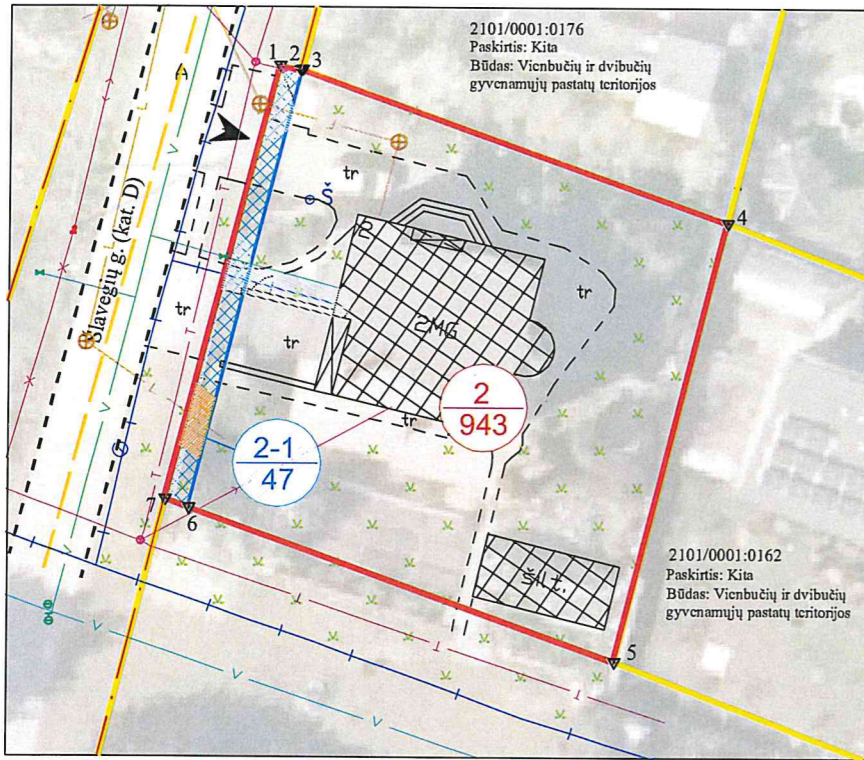 2101/0001:0176
Paskirtis: Kita
Būdas: Vienbučių ir dvibučių
gyvenamųjų pastatų teritorijos
1
2
3
4
tr
Š
Šlavegių g. (kat. D)
tr
tr
2MG
tr
2
943
tr
2-1
47
7
6
2101/0001:0162
Paskirtis: Kita
Būdas: Vienbučių ir dvibučių
gyvenamųjų pastatų teritorijos
šilt.
5